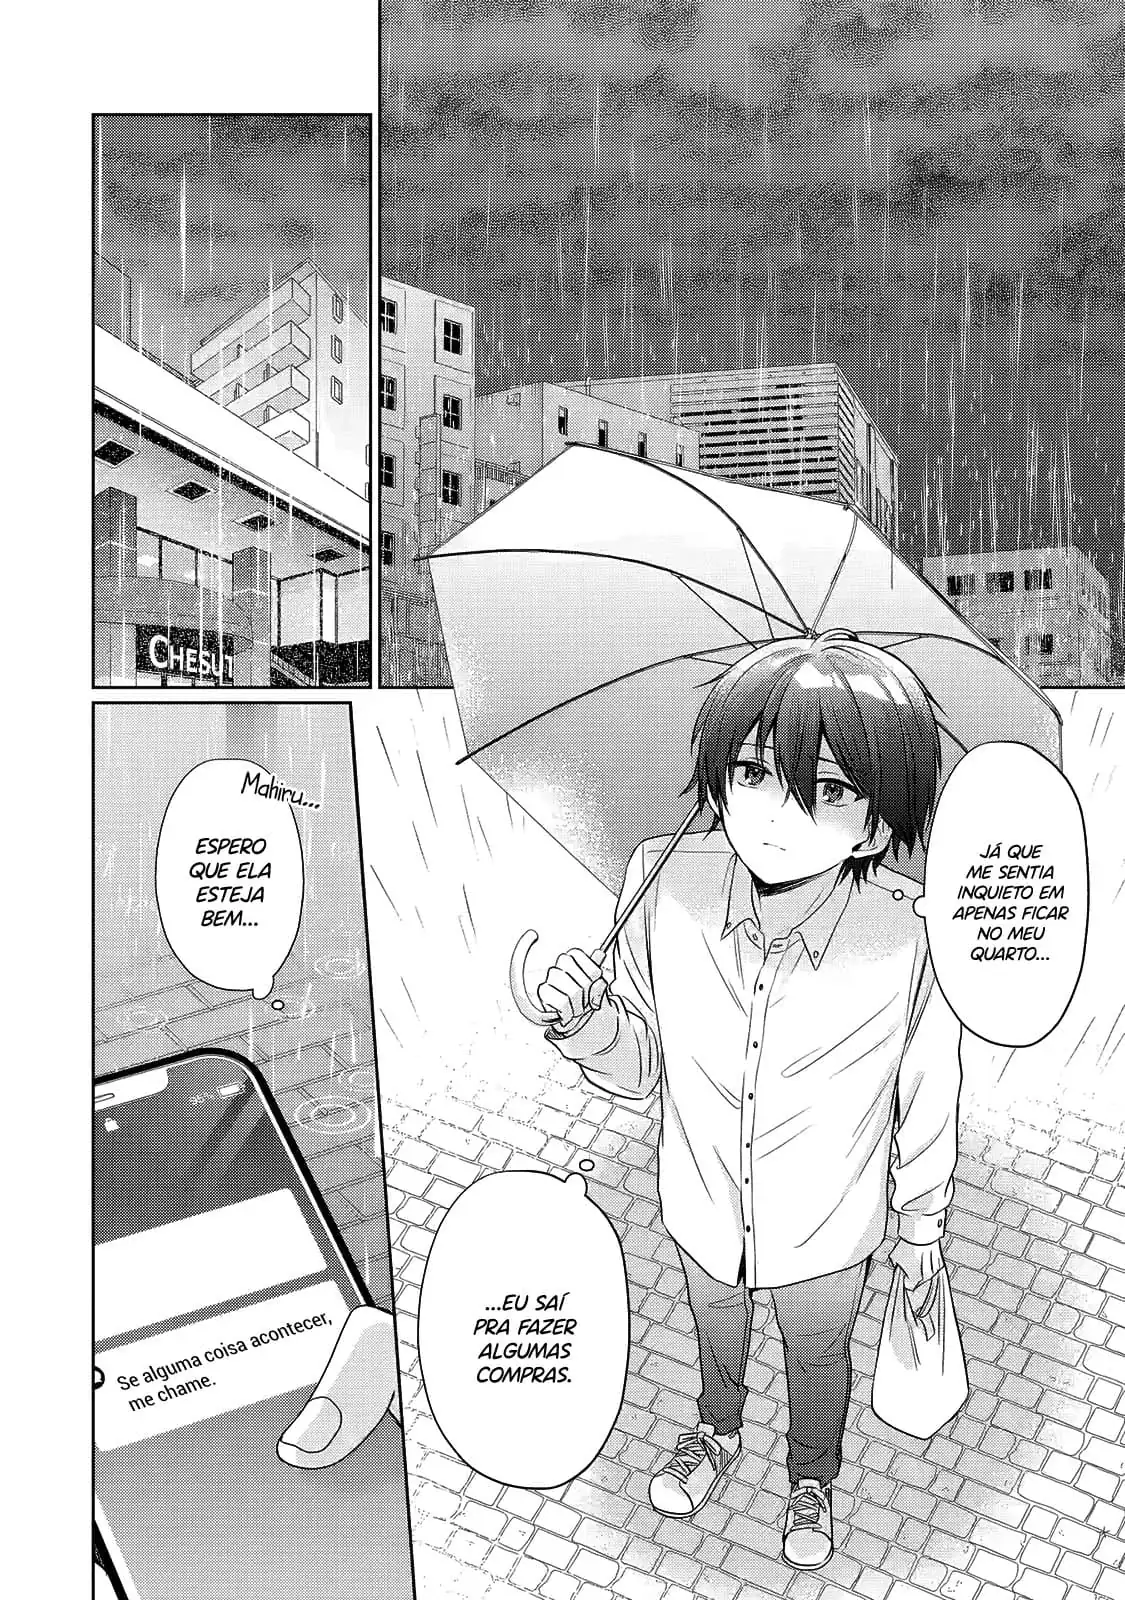 CHESUT
JÁ QUE
ME SENTIA
INQUIETO EM
APENAS FICAR
NO MEU
QUARTO...
...EU SAÍ
PRA FAZER
ALGUMAS
COMPRAS.
Mahiru...
ESPERO
QUE ELA
ESTEJA
BEM...
Se alguma coisa acontecer,
me chame.